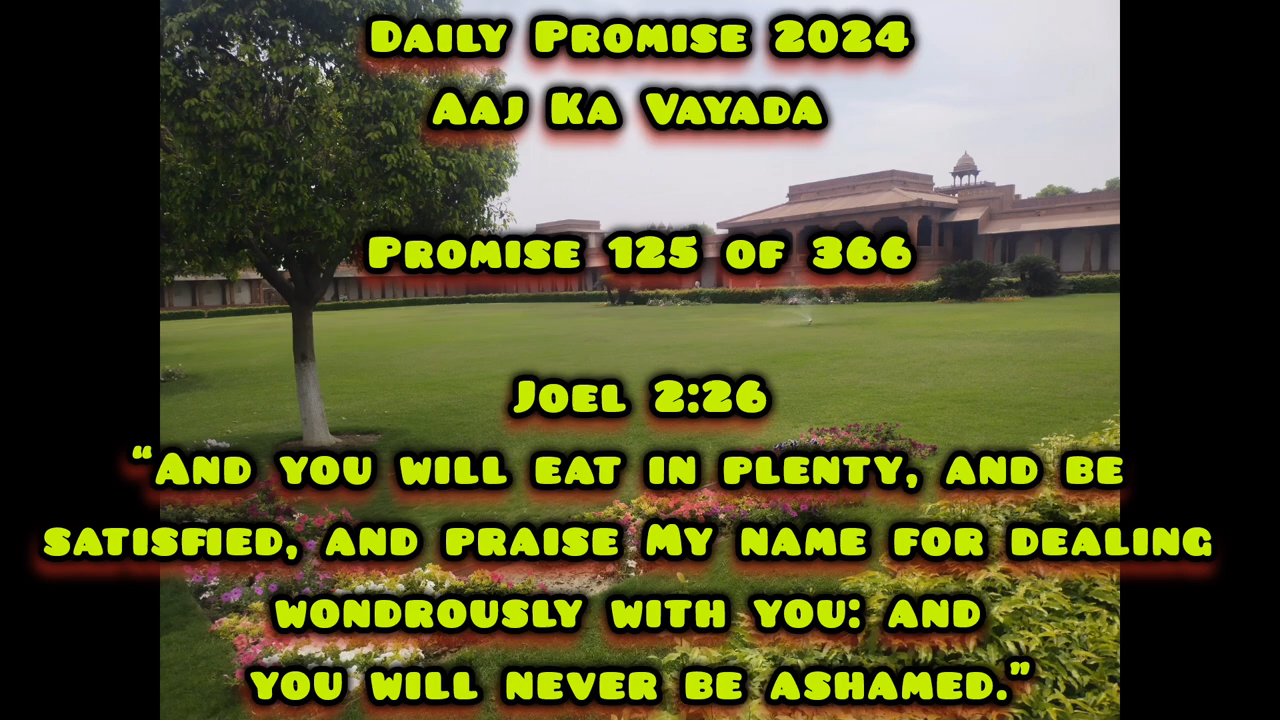 Daily Promise 2024
Aaj Ka Vayada
Promise 125 of 366
Joel 2:26
“And you will eat in plenty, and be
satisfied, and praise My name for dealing
wondrously with you: and
you will never be ashamed.”